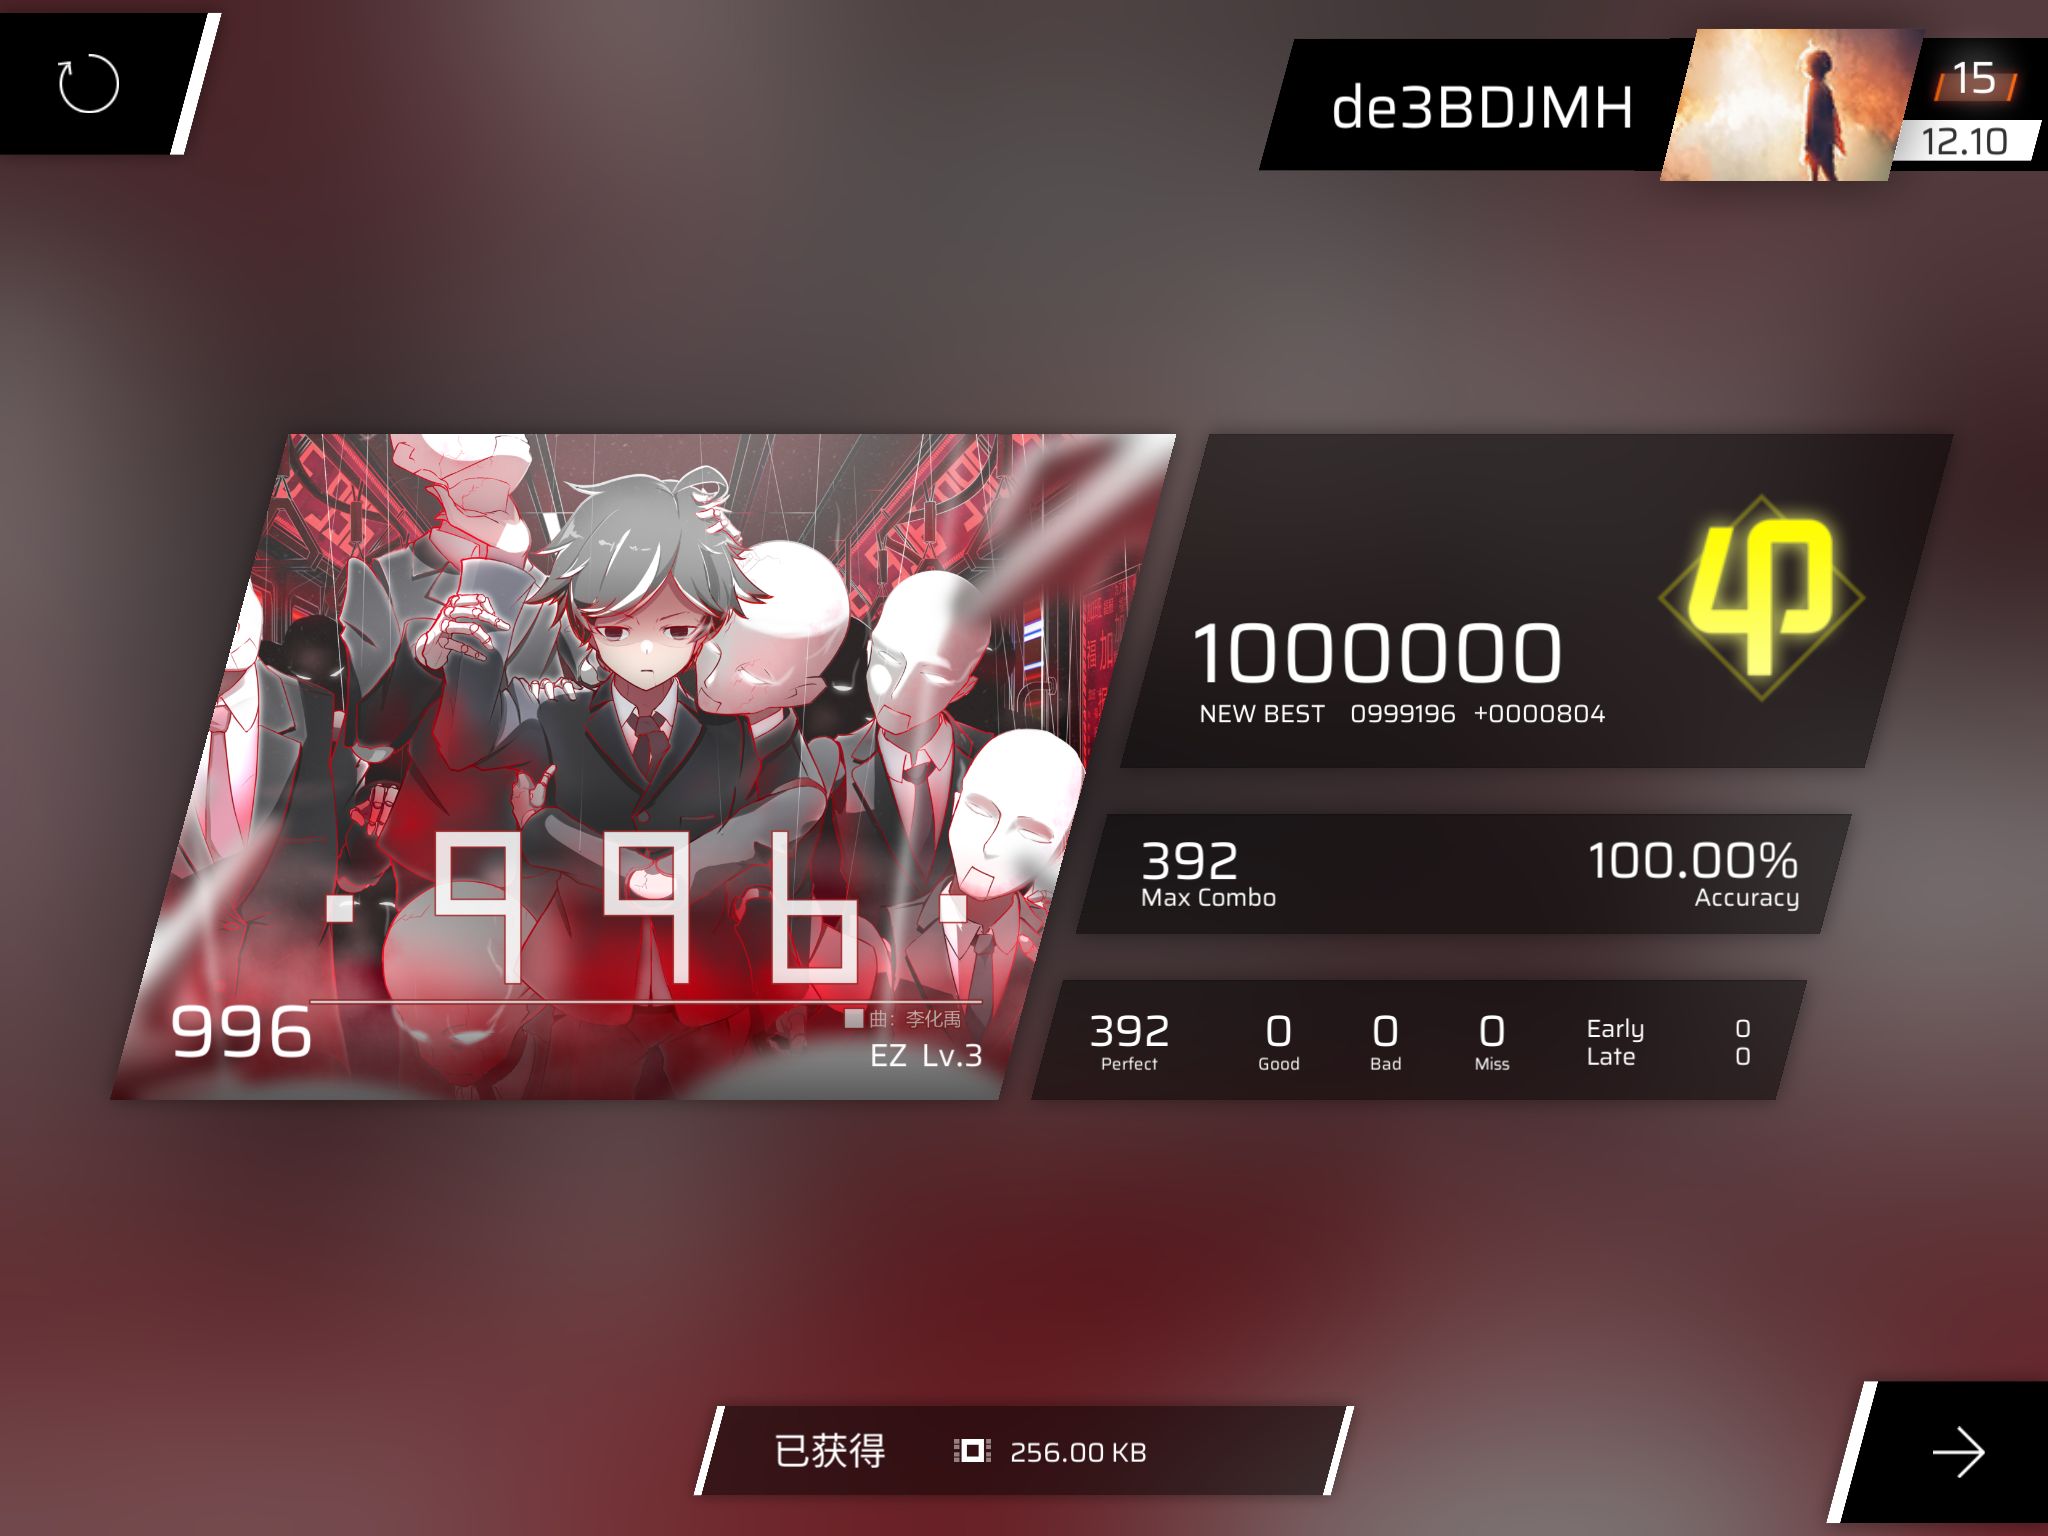 de3BDJMH
15
12.10
1000000
NEW BEST 0999196 +0000804
392
Max Combo
100.00%
Accuracy
392
Perfect
0
Good
0
Bad
0
Miss
Early 0
Late 0
·996·
曲：李化禹
996
EZ Lv.3
已获得 256.00 KB